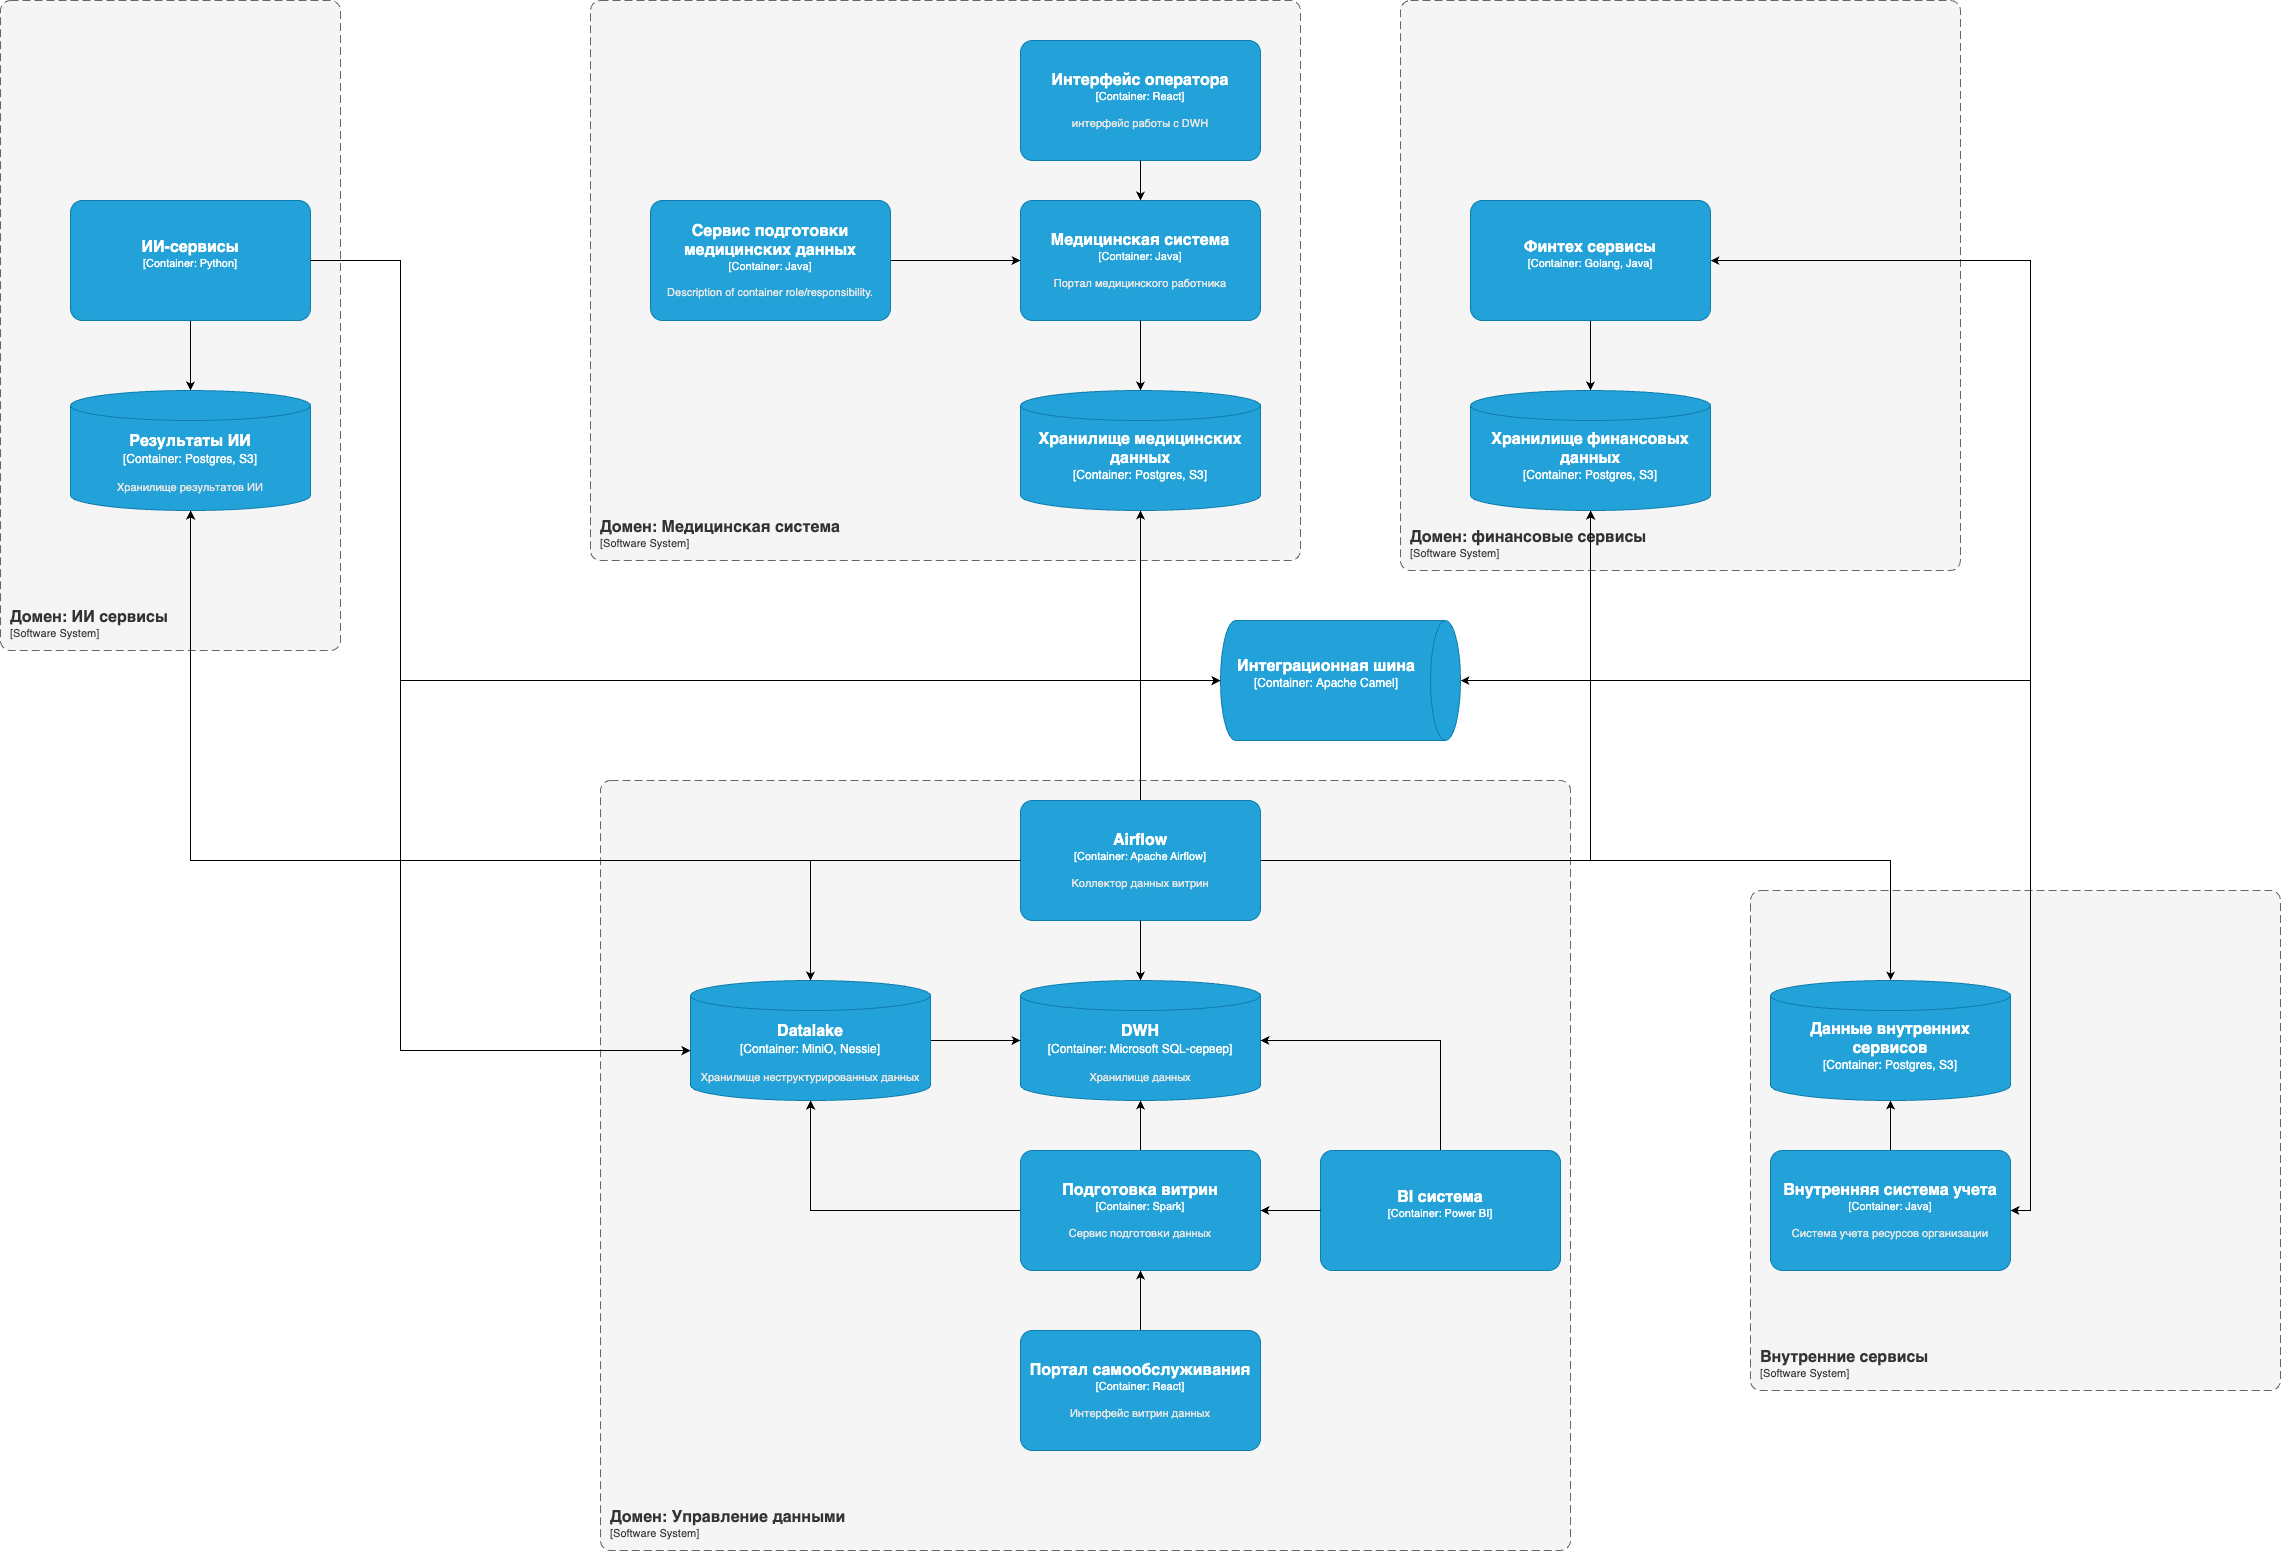 Интерфейс оператора
[Container: React]
интерфейс работы с DWH
ИИ-сервисы
[Container: Python]
Сервис подготовки
медицинских данных
[Container: Java]
Description of container role/responsibility.
Медицинская система
[Container: Java]
Портал медицинского работника
Финтех сервисы
[Container: Golang, Java]
Результаты ИИ
[Container: Postgres, S3]
Хранилище результатов ИИ
Хранилище медицинских
данных
[Container: Postgres, S3]
Хранилище финансовых
данных
[Container: Postgres, S3]
Домен: Медицинская система
[Software System]
Домен: финансовые сервисы
[Software System]
Домен: ИИ сервисы
[Software System]
Интеграционная шина
[Container: Apache Camel]
Airflow
[Container: Apache Airflow]
Коллектор данных витрин
Datalake
[Container: MiniO, Nessie]
Хранилище неструктурированных данных
DWH
[Container: Microsoft SQL-сервер]
Хранилище данных
Данные внутренних
сервисов
[Container: Postgres, S3]
Подготовка витрин
[Container: Spark]
Сервис подготовки данных
BI система
[Container: Power BI]
Внутренняя система учета
[Container: Java]
Система учета ресурсов организации
Портал самообслуживания
[Container: React]
Интерфейс витрин данных
Внутренние сервисы
[Software System]
Домен: Управление данными
[Software System]